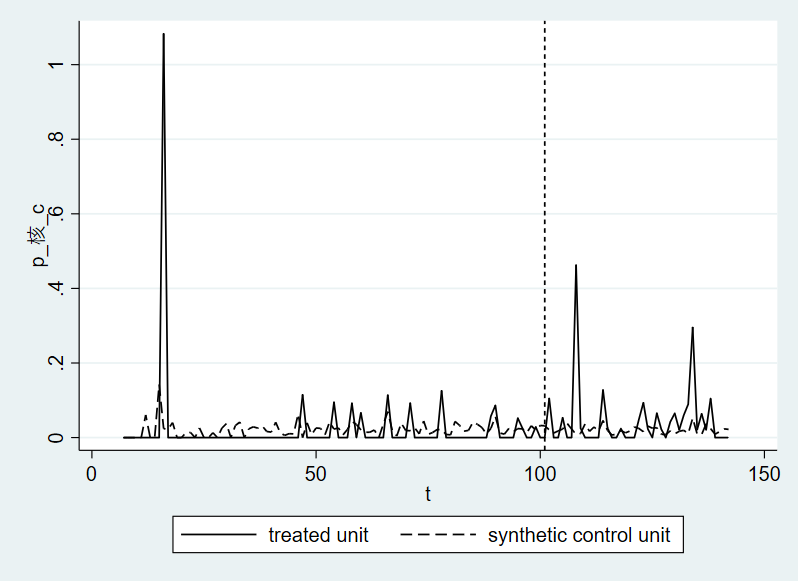 p_核_c
1
.8
.6
.4
.2
0
0 50 100 150
t
treated unit synthetic control unit